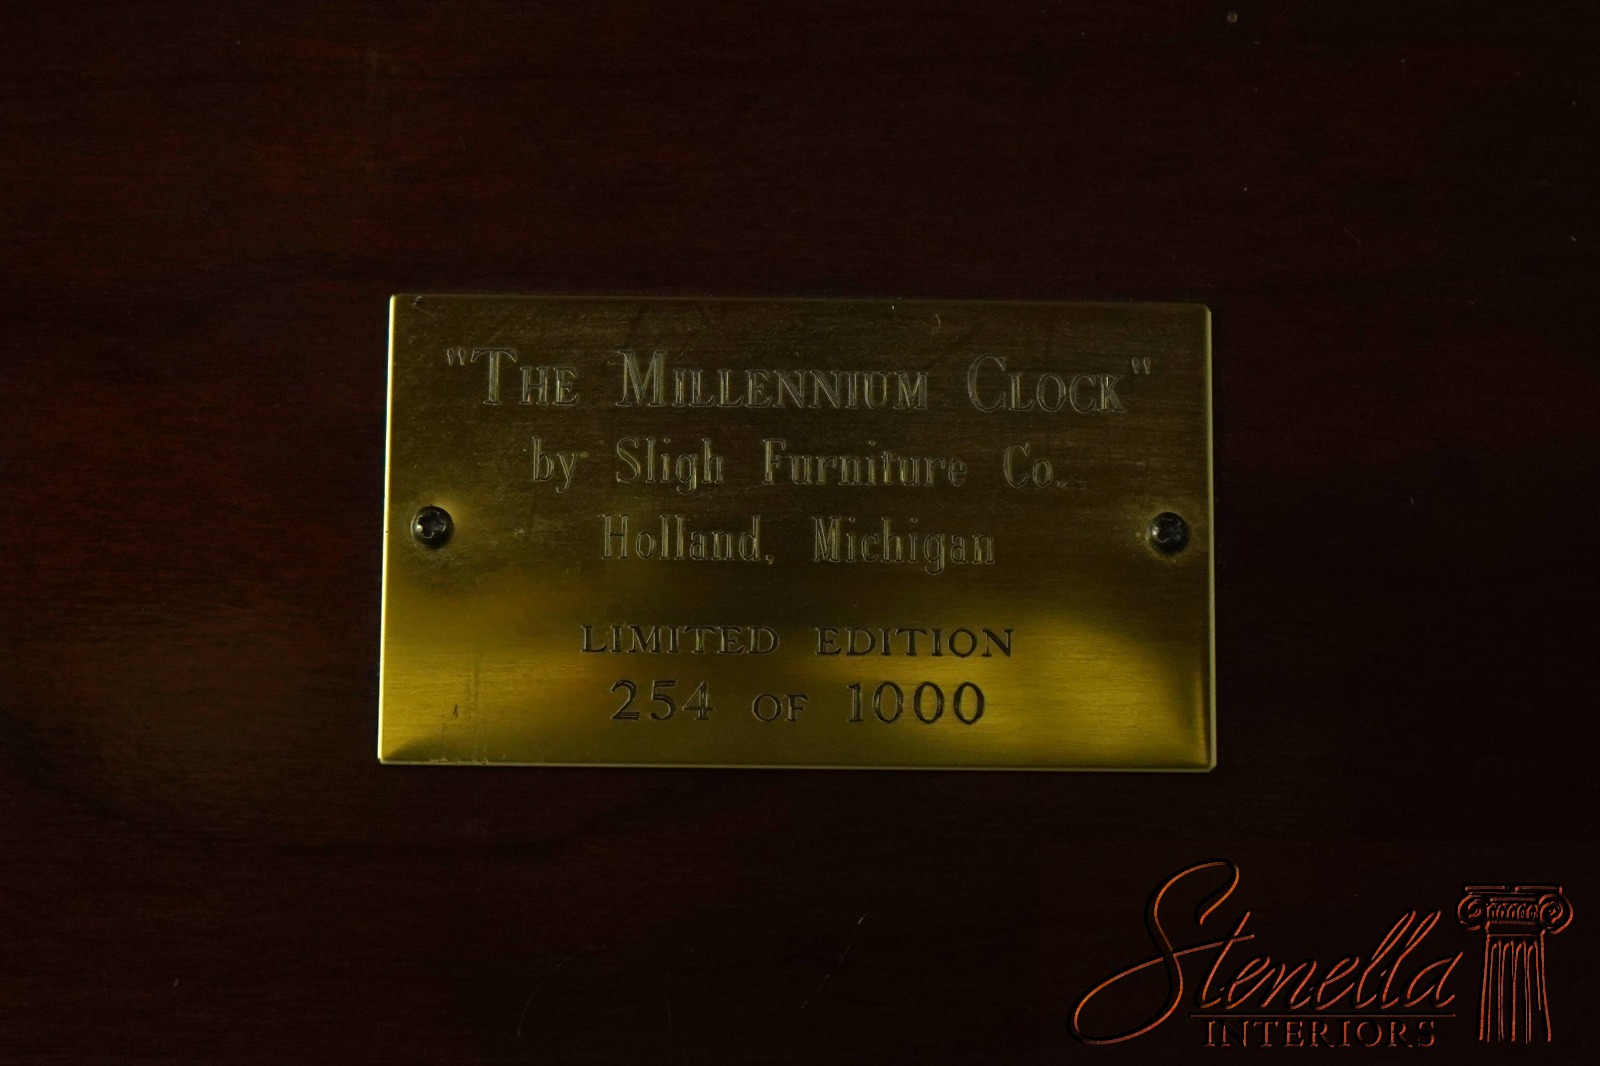 "THE MILLENNIUM CLOCK"
by Sligh Furniture Co.
Holland, Michigan
LIMITED EDITION
254 OF 1000
Stenella
INTERIORS